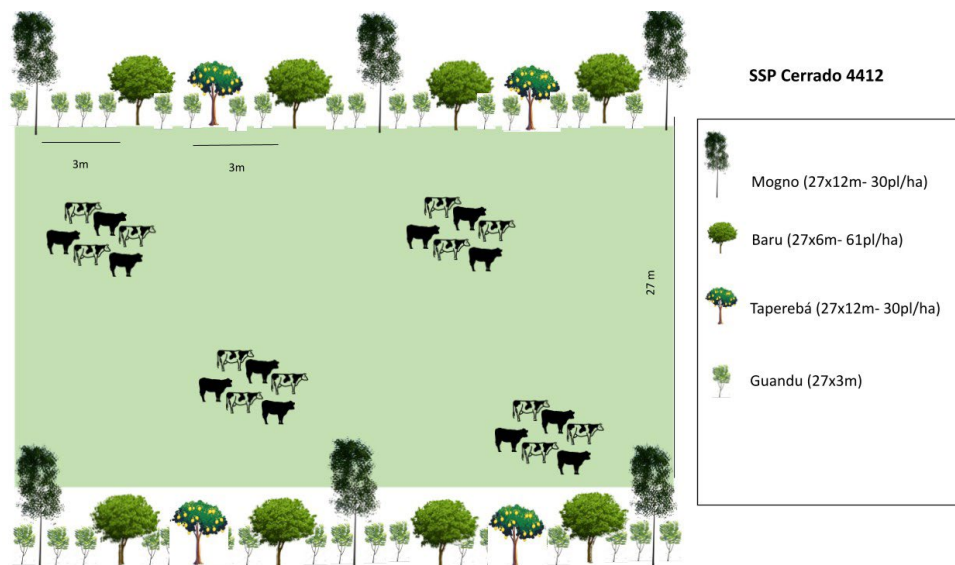 SSP Cerrado 4412
3m
3m
27 m
Mogno (27x12m- 30pl/ha)
Baru (27x6m- 61pl/ha)
Taperebá (27x12m- 30pl/ha)
Guandu (27x3m)